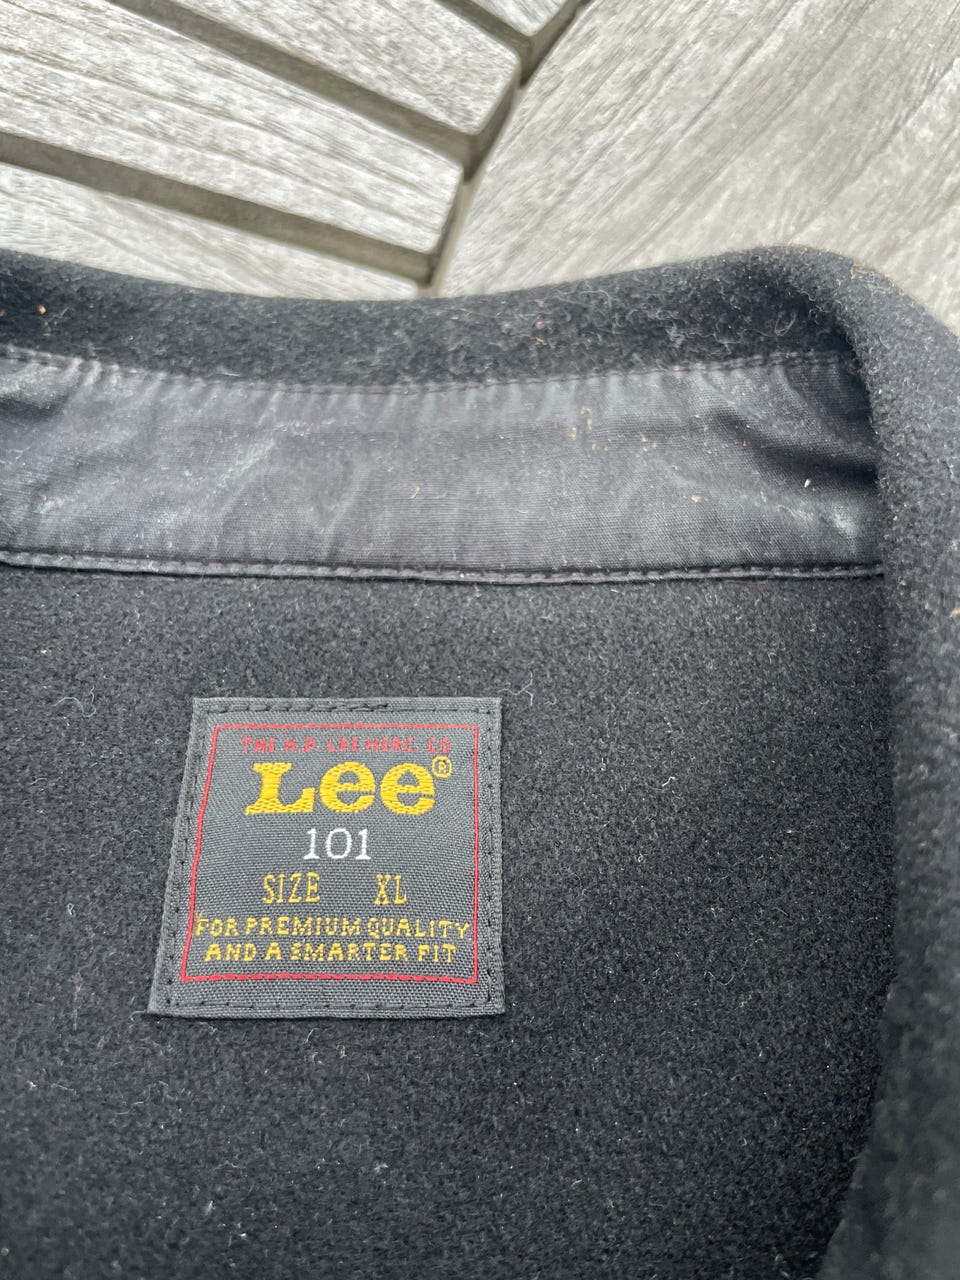 THE H.D. LEE MERC. CO
Lee®
101
SIZE XL
FOR PREMIUM QUALITY
AND A SMARTER FIT